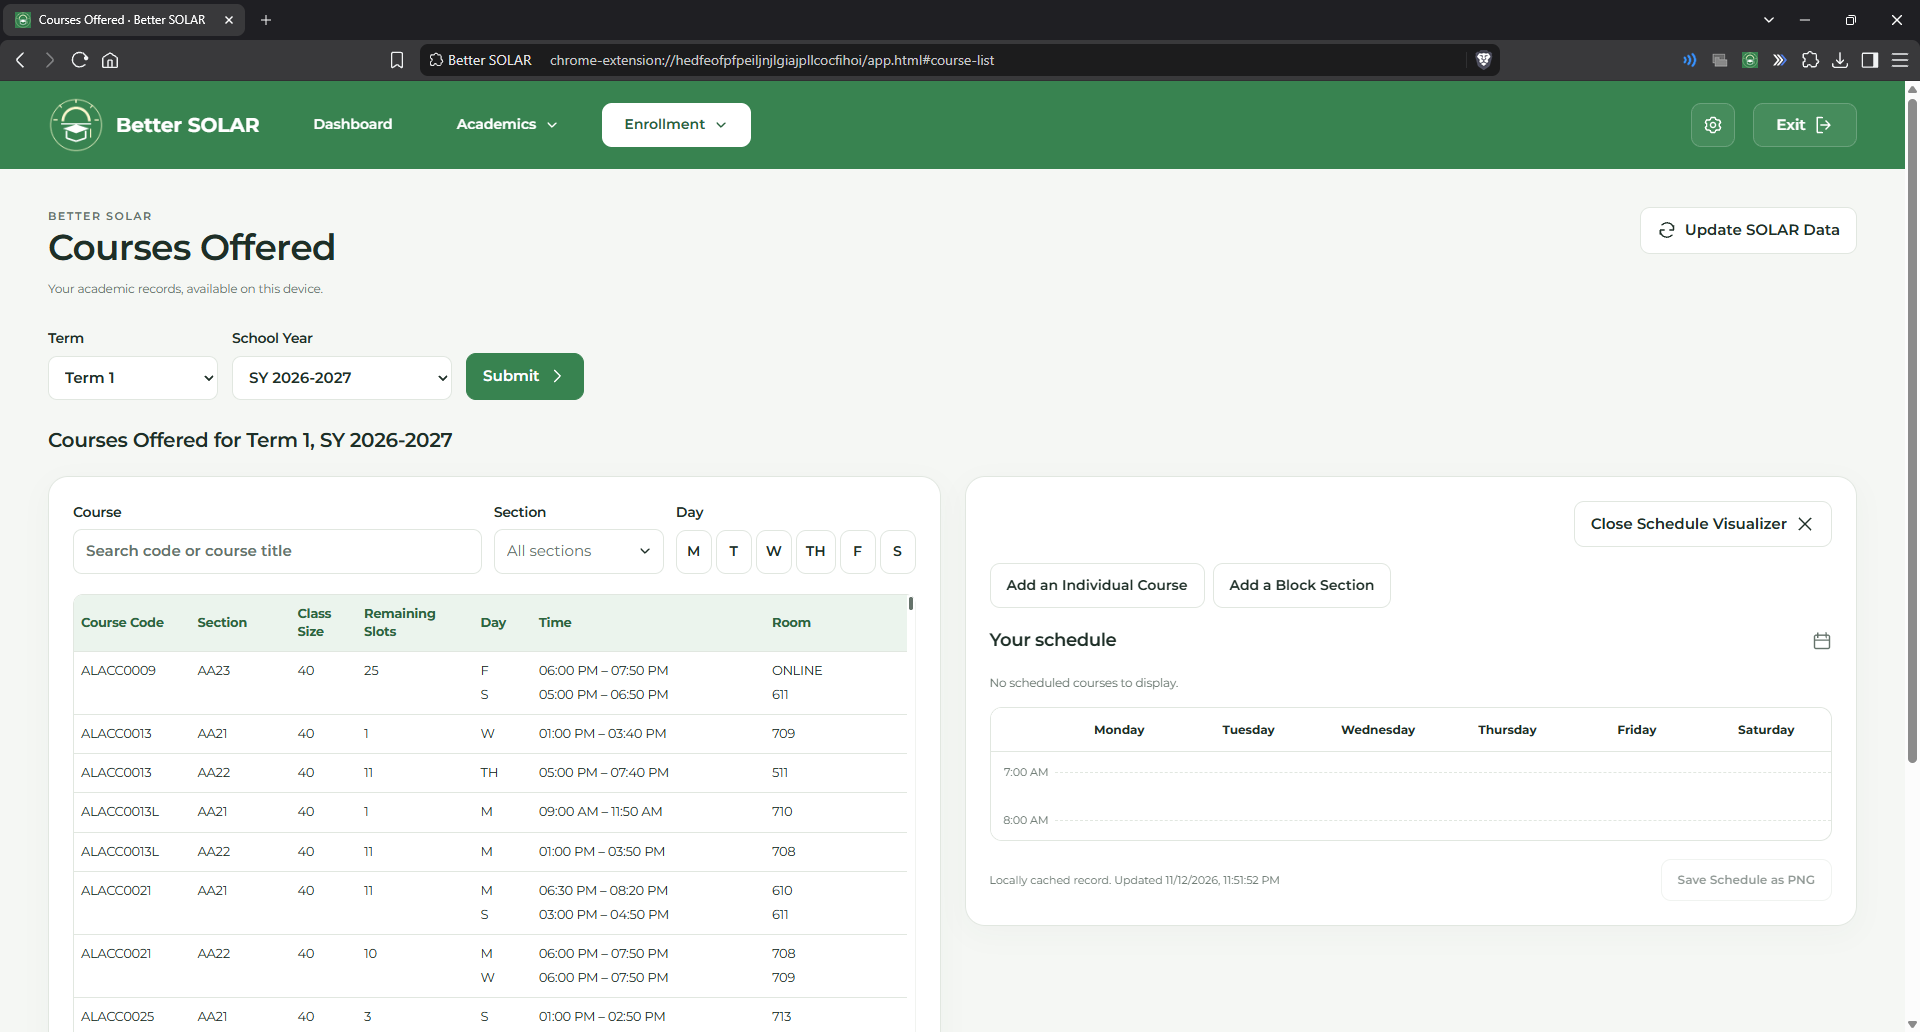 Courses Offered · Better SOLAR
Better SOLAR
chrome-extension://hedfeofpfpeiljnjlgiajpllcocfihoi/app.html#course-list
Better SOLAR
Dashboard
Academics
Enrollment
Exit
BETTER SOLAR
Courses Offered
Your academic records, available on this device.
Update SOLAR Data
Term
School Year
Term 1
SY 2026-2027
Submit
Courses Offered for Term 1, SY 2026-2027
Course
Section
Day
Search code or course title
All sections
M
T
W
TH
F
S
Course Code Section Class Size Remaining Slots Day Time Room
ALACC0009 AA23 40 25 F 06:00 PM – 07:50 PM ONLINE
S 05:00 PM – 06:50 PM 611
ALACC0013 AA21 40 1 W 01:00 PM – 03:40 PM 709
ALACC0013 AA22 40 11 TH 05:00 PM – 07:40 PM 511
ALACC0013L AA21 40 1 M 09:00 AM – 11:50 AM 710
ALACC0013L AA22 40 11 M 01:00 PM – 03:50 PM 708
ALACC0021 AA21 40 11 M 06:30 PM – 08:20 PM 610
S 03:00 PM – 04:50 PM 611
ALACC0021 AA22 40 10 M 06:00 PM – 07:50 PM 708
W 06:00 PM – 07:50 PM 709
ALACC0025 AA21 40 3 S 01:00 PM – 02:50 PM 713
Close Schedule Visualizer
Add an Individual Course
Add a Block Section
Your schedule
No scheduled courses to display.
Monday Tuesday Wednesday Thursday Friday Saturday
7:00 AM
8:00 AM
Locally cached record. Updated 11/12/2026, 11:51:52 PM
Save Schedule as PNG